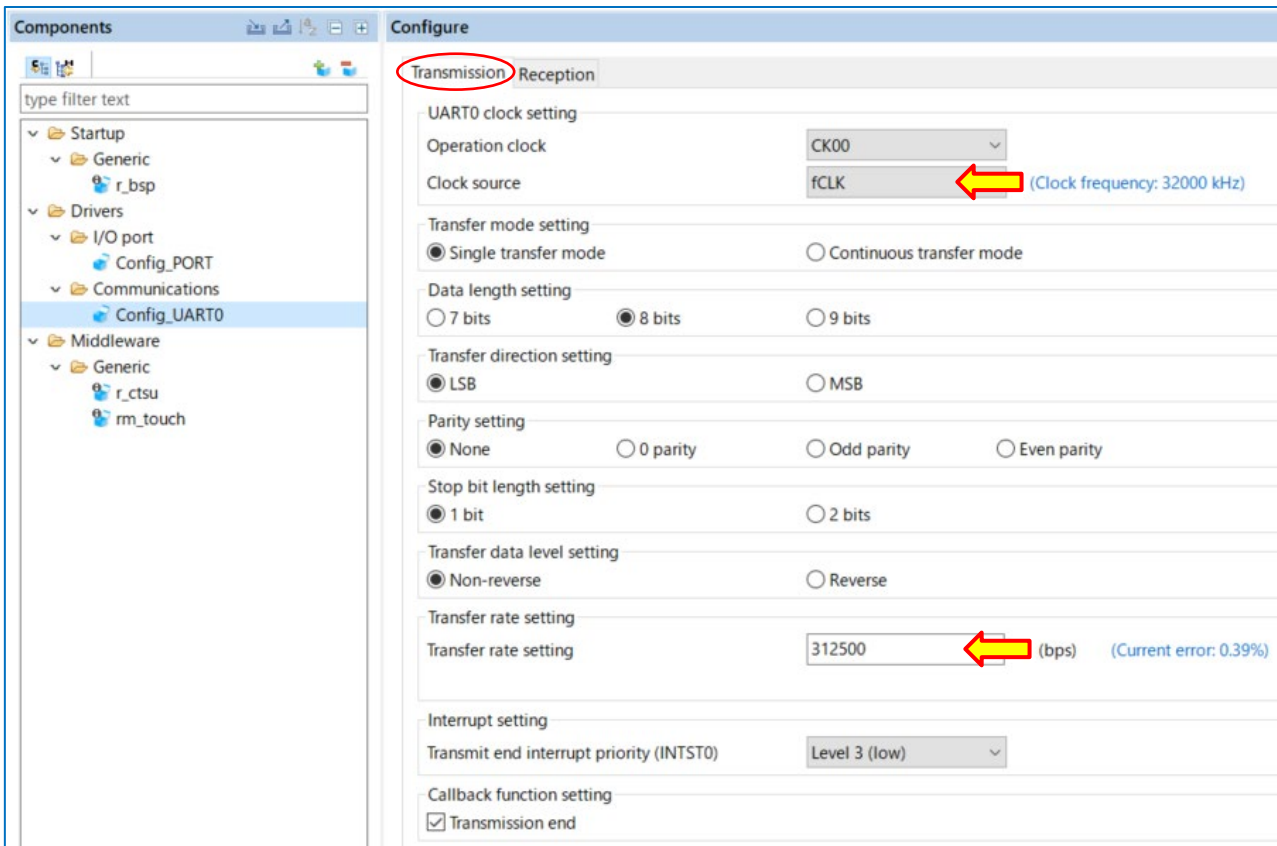 Components
type filter text
Startup
Generic
r_bsp
Drivers
I/O port
Config_PORT
Communications
Config_UART0
Middleware
Generic
r_ctsu
rm_touch
Configure
Transmission Reception
UART0 clock setting
Operation clock CK00
Clock source fCLK (Clock frequency: 32000 kHz)
Transfer mode setting
Single transfer mode Continuous transfer mode
Data length setting
7 bits 8 bits 9 bits
Transfer direction setting
LSB MSB
Parity setting
None 0 parity Odd parity Even parity
Stop bit length setting
1 bit 2 bits
Transfer data level setting
Non-reverse Reverse
Transfer rate setting
Transfer rate setting 312500 (bps) (Current error: 0.39%)
Interrupt setting
Transmit end interrupt priority (INTST0) Level 3 (low)
Callback function setting
Transmission end